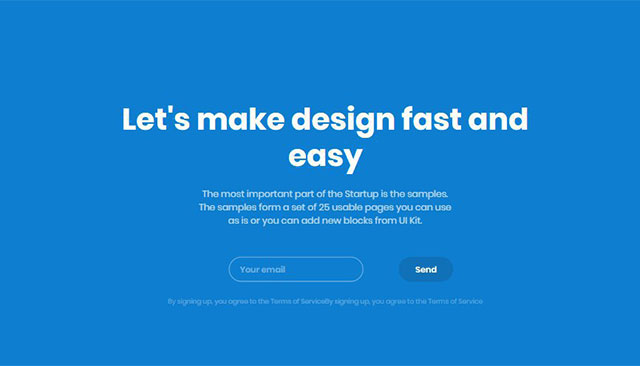 Let's make design fast and
easy
The most important part of the Startup is the samples.
The samples form a set of 25 usable pages you can use
as is or you can add new blocks from UI Kit.
Your email
Send
By signing up, you agree to the Terms of ServiceBy signing up, you agree to the Terms of Service